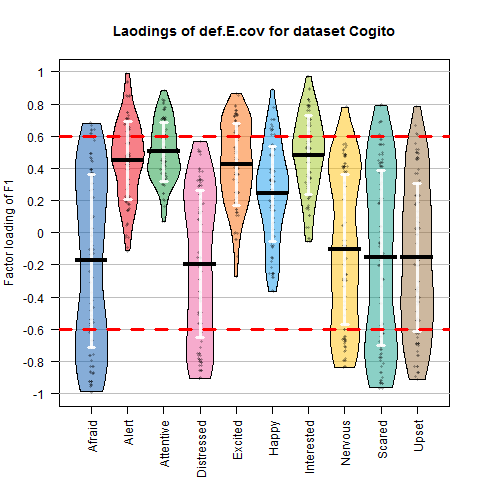 Laodings of def.E.cov for dataset Cogito
Factor loading of F1
1
0.8
0.6
0.4
0.2
0
-0.2
-0.4
-0.6
-0.8
-1
Afraid
Alert
Attentive
Distressed
Excited
Happy
Interested
Nervous
Scared
Upset